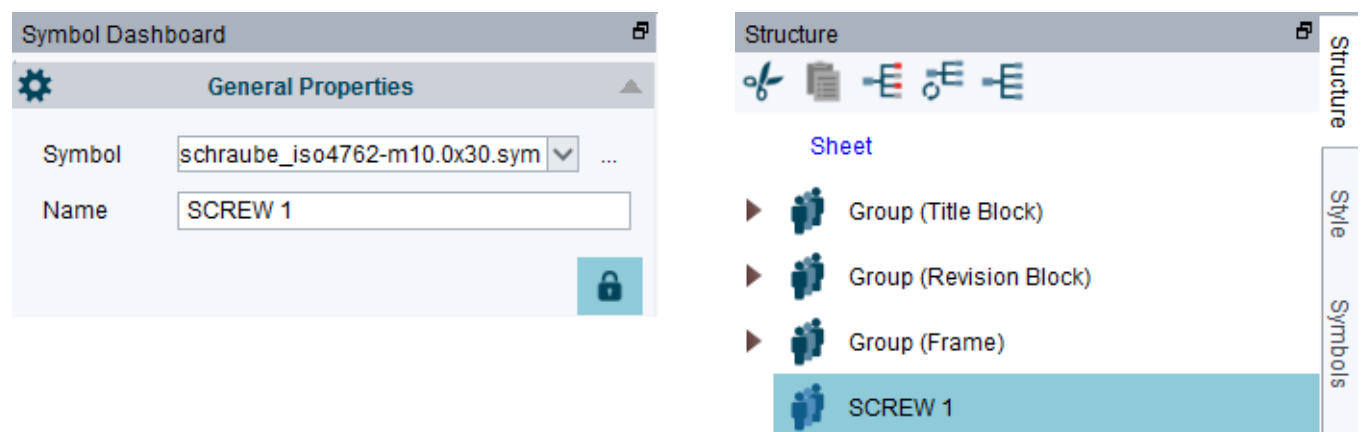 Symbol Dashboard
General Properties
Symbol schraube_iso4762-m10.0x30.sym ...
Name SCREW 1
Structure
Sheet
Group (Title Block)
Group (Revision Block)
Group (Frame)
SCREW 1
Structure
Style
Symbols